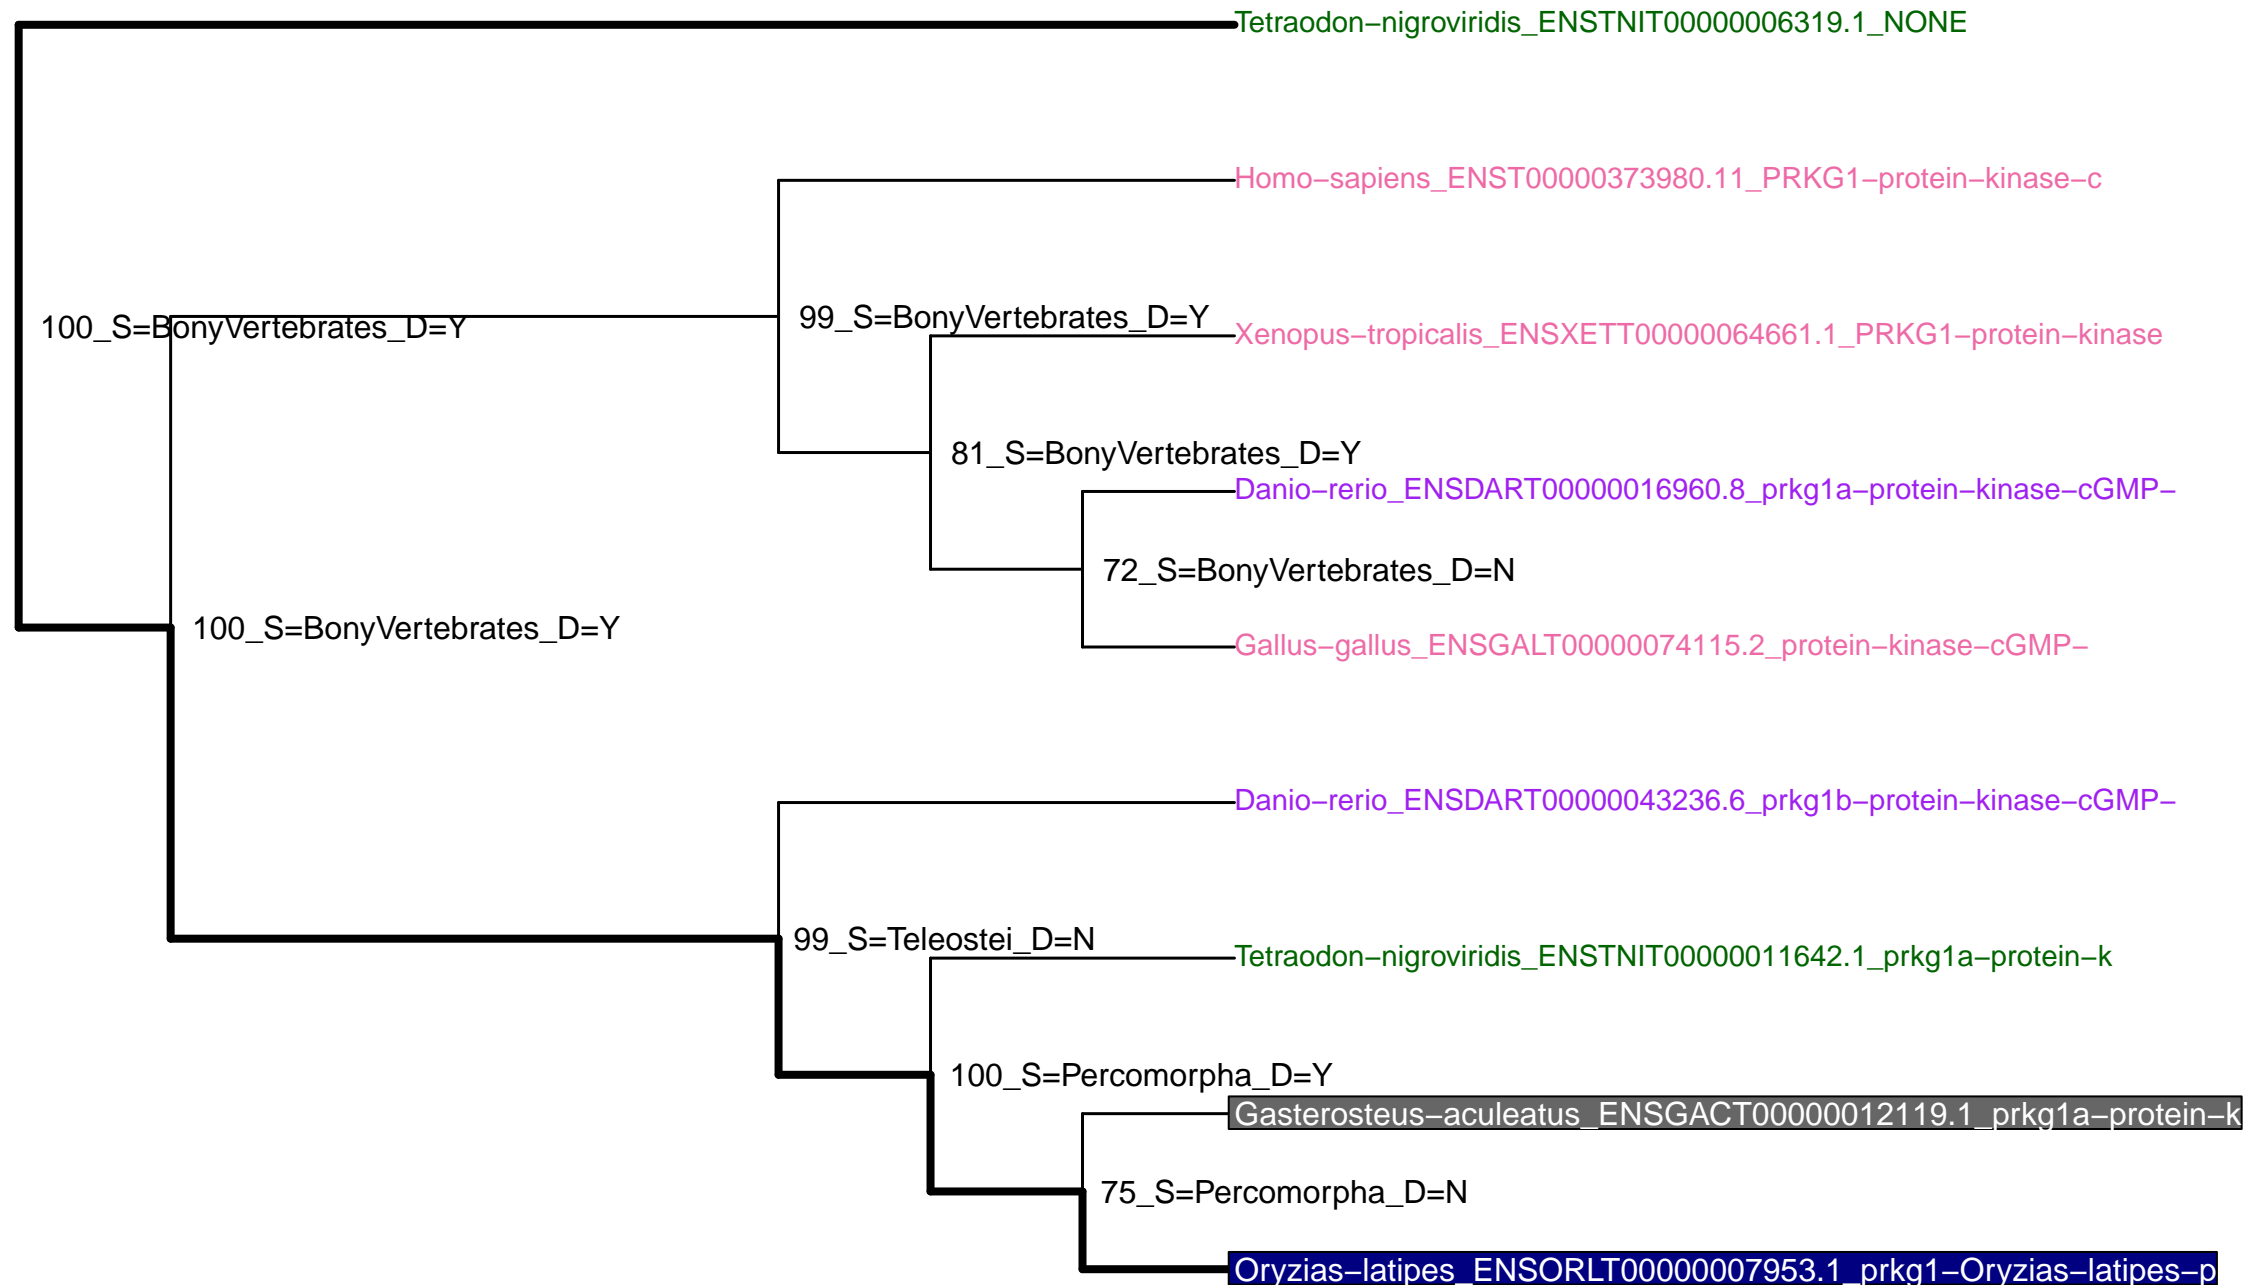 Tetraodon−nigroviridis_ENSTNIT00000006319.1_NONE
Homo−sapiens_ENST00000373980.11_PRKG1−protein−kinase−c
99_S=BonyVertebrates_D=Y
100_S=BonyVertebrates_D=Y
Xenopus−tropicalis_ENSXETT00000064661.1_PRKG1−protein−kinase
81_S=BonyVertebrates_D=Y
Danio−rerio_ENSDART00000016960.8_prkg1a−protein−kinase−cGMP−
72_S=BonyVertebrates_D=N
100_S=BonyVertebrates_D=Y
Gallus−gallus_ENSGALT00000074115.2_protein−kinase−cGMP−
Danio−rerio_ENSDART00000043236.6_prkg1b−protein−kinase−cGMP−
99_S=Teleostei_D=N
Tetraodon−nigroviridis_ENSTNIT00000011642.1_prkg1a−protein−k
100_S=Percomorpha_D=Y
Gasterosteus−aculeatus_ENSGACT00000012119.1_prkg1a−protein−k
75_S=Percomorpha_D=N
Oryzias−latipes_ENSORLT00000007953.1_prkg1−Oryzias−latipes−p